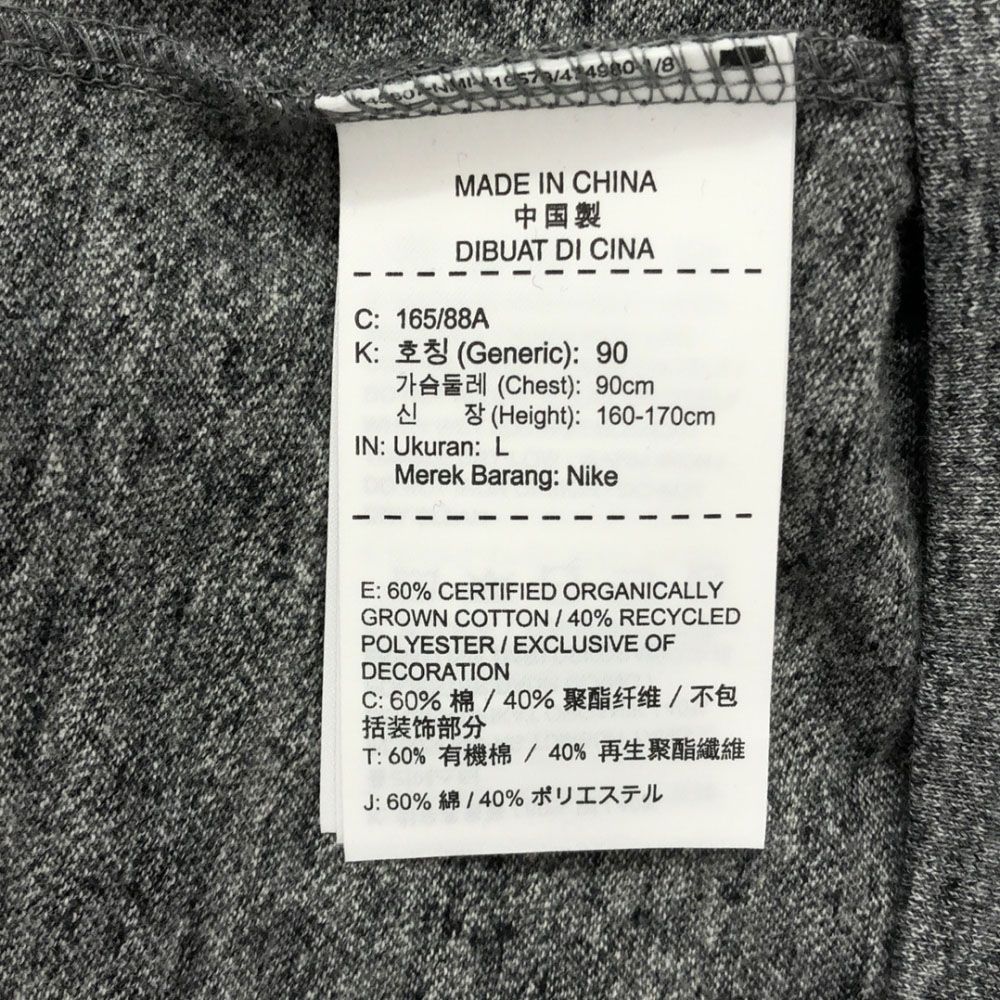 1/8
MADE IN CHINA
中国製
DIBUAT DI CINA
C: 165/88A
K: 호칭 (Generic): 90
가슴둘레 (Chest): 90cm
신 장 (Height): 160-170cm
IN: Ukuran: L
Merek Barang: Nike
E: 60% CERTIFIED ORGANICALLY
GROWN COTTON / 40% RECYCLED
POLYESTER / EXCLUSIVE OF
DECORATION
C: 60% 棉 / 40% 聚酯纤维 / 不包
括装饰部分
T: 60% 有機棉 / 40% 再生聚酯纖維
J: 60% 綿 / 40% ポリエステル